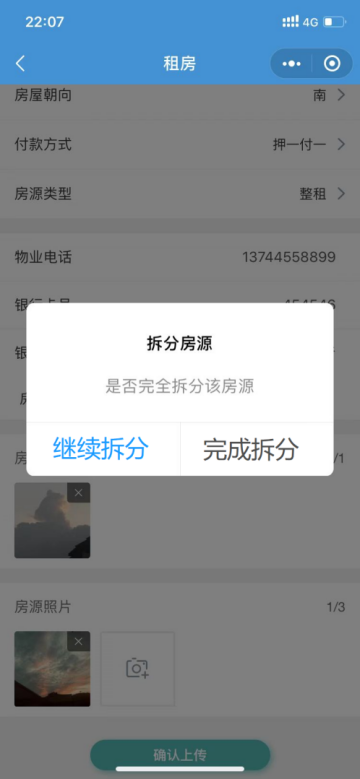 22:07
4G
租房
房屋朝向 南
付款方式 押一付一
房源类型 整租
物业电话 13744558899
拆分房源
是否完全拆分该房源
继续拆分 完成拆分
房源照片 1/3
确认上传